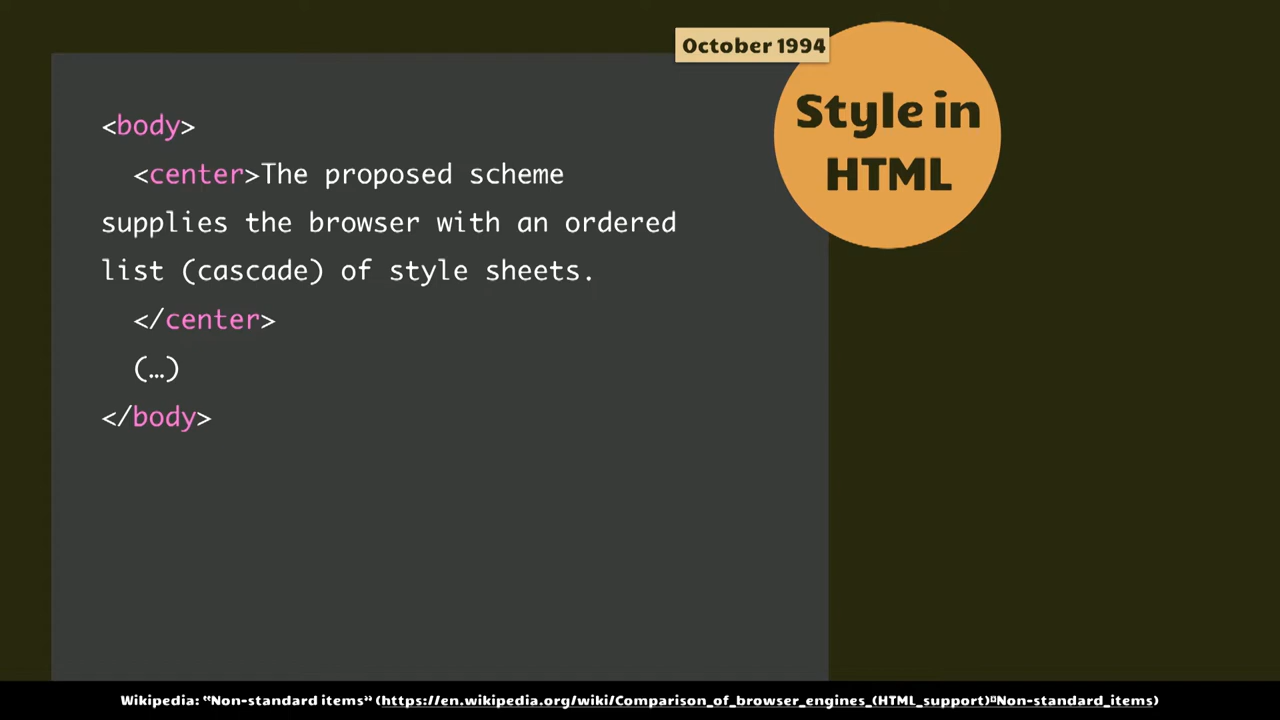 October 1994
Style in
HTML
<body>
<center>The proposed scheme
supplies the browser with an ordered
list (cascade) of style sheets.
</center>
(…)
</body>
Wikipedia: “Non-standard items” (https://en.wikipedia.org/wiki/Comparison_of_browser_engines_(HTML_support)▯Non-standard_items)